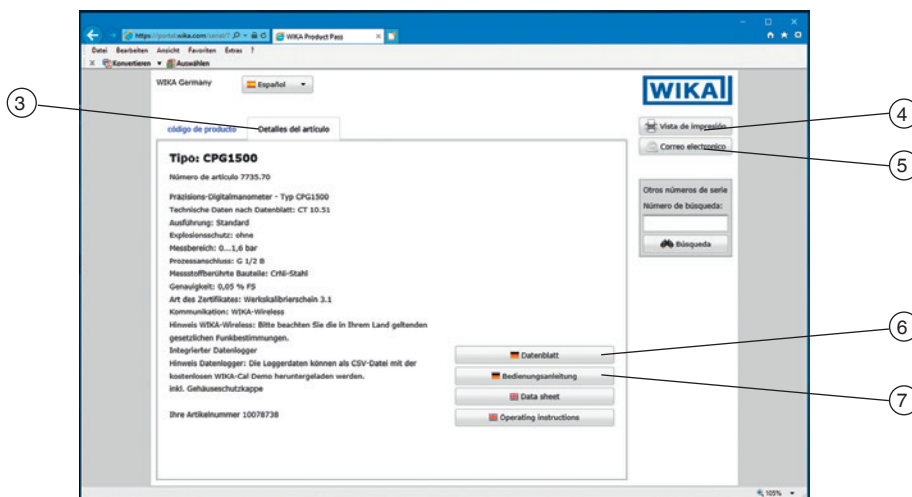 https://portal.wika.com/serial/?
WIKA Product Pass
Datei Bearbeiten Ansicht Favoriten Extras ?
x Konvertieren Auswählen
WIKA Germany
Español
WIKA
3
código de producto
Detalles del artículo
Vista de impresión
4
Correo electronico
5
Tipo: CPG1500
Número de artículo 7735.70
Präzisions-Digitalmanometer - Typ CPG1500
Technische Daten nach Datenblatt: CT 10.51
Ausführung: Standard
Explosionsschutz: ohne
Messbereich: 0...1,6 bar
Prozessanschluss: G 1/2 B
Messstoffberührte Bauteile: CrNi-Stahl
Genauigkeit: 0,05 % FS
Art des Zertifikates: Werkskalibrierschein 3.1
Kommunikation: WIKA-Wireless
Hinweis WIKA-Wireless: Bitte beachten Sie die in Ihrem Land geltenden
gesetzlichen Funkbestimmungen.
Integrierter Datenlogger
Hinweis Datenlogger: Die Loggerdaten können als CSV-Datei mit der
kostenlosen WIKA-Cal Demo heruntergeladen werden.
inkl. Gehäuseschutzkappe
Ihre Artikelnummer 10078738
Otros números de serie
Número de búsqueda:
Búsqueda
Datenblatt
6
Bedienungsanleitung
7
Data sheet
Operating instructions
105%